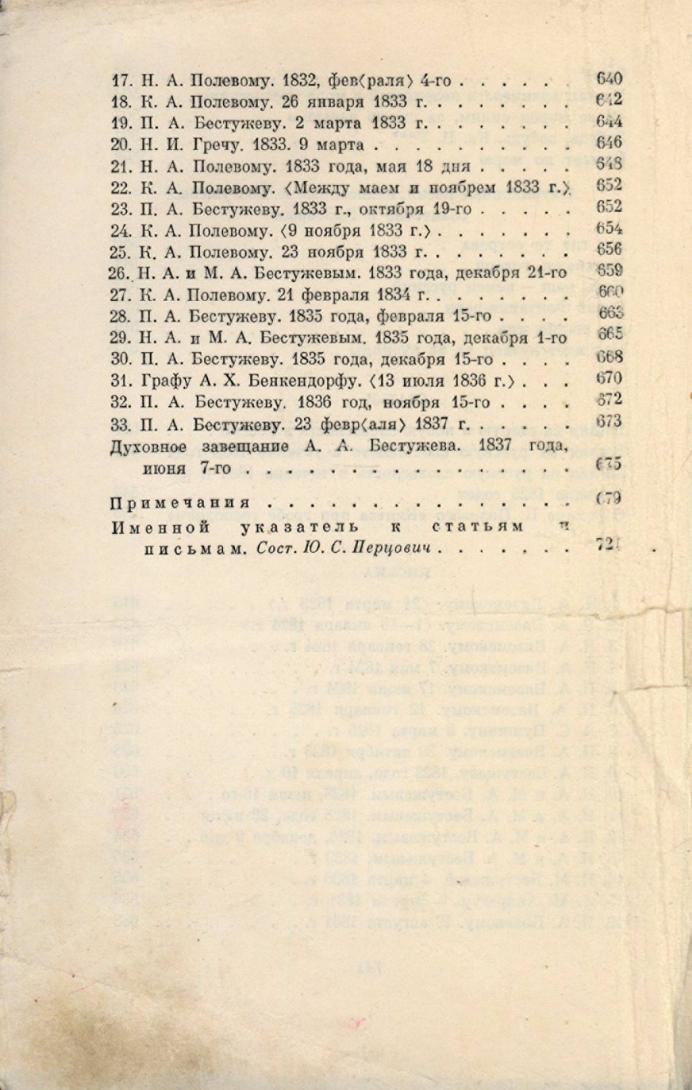 17. Н. А. Полевому. 1832, фев⟨раля⟩ 4-го . . . . . . 640
18. К. А. Полевому. 26 января 1833 г. . . . . . . . 642
19. П. А. Бестужеву. 2 марта 1833 г. . . . . . . . 644
20. Н. И. Гречу. 1833. 9 марта . . . . . . . . . . 646
21. Н. А. Полевому. 1833 года, мая 18 дня . . . . . 648
22. К. А. Полевому. ⟨Между маем и ноябрем 1833 г.⟩ 652
23. П. А. Бестужеву. 1833 г., октября 19-го . . . . . 652
24. К. А. Полевому. ⟨9 ноября 1833 г.⟩ . . . . . . . 654
25. К. А. Полевому. 23 ноября 1833 г. . . . . . . . 656
26. Н. А. и М. А. Бестужевым. 1833 года, декабря 21-го 659
27. К. А. Полевому. 21 февраля 1834 г. . . . . . . . 660
28. П. А. Бестужеву. 1835 года, февраля 15-го . . . . 663
29. Н. А. и М. А. Бестужевым. 1835 года, декабря 1-го 665
30. П. А. Бестужеву. 1835 года, декабря 15-го . . . . 668
31. Графу А. Х. Бенкендорфу. ⟨13 июля 1836 г.⟩ . . . 670
32. П. А. Бестужеву. 1836 год, ноября 15-го . . . . 672
33. П. А. Бестужеву. 23 февр⟨аля⟩ 1837 г. . . . . . 673
Духовное завещание А. А. Бестужева. 1837 года,
июня 7-го . . . . . . . . . . . . . . . . 675
Примечания . . . . . . . . . . . . . . . 679
Именной указатель к статьям и
письмам. Сост. Ю. С. Перцович . . . . . . .